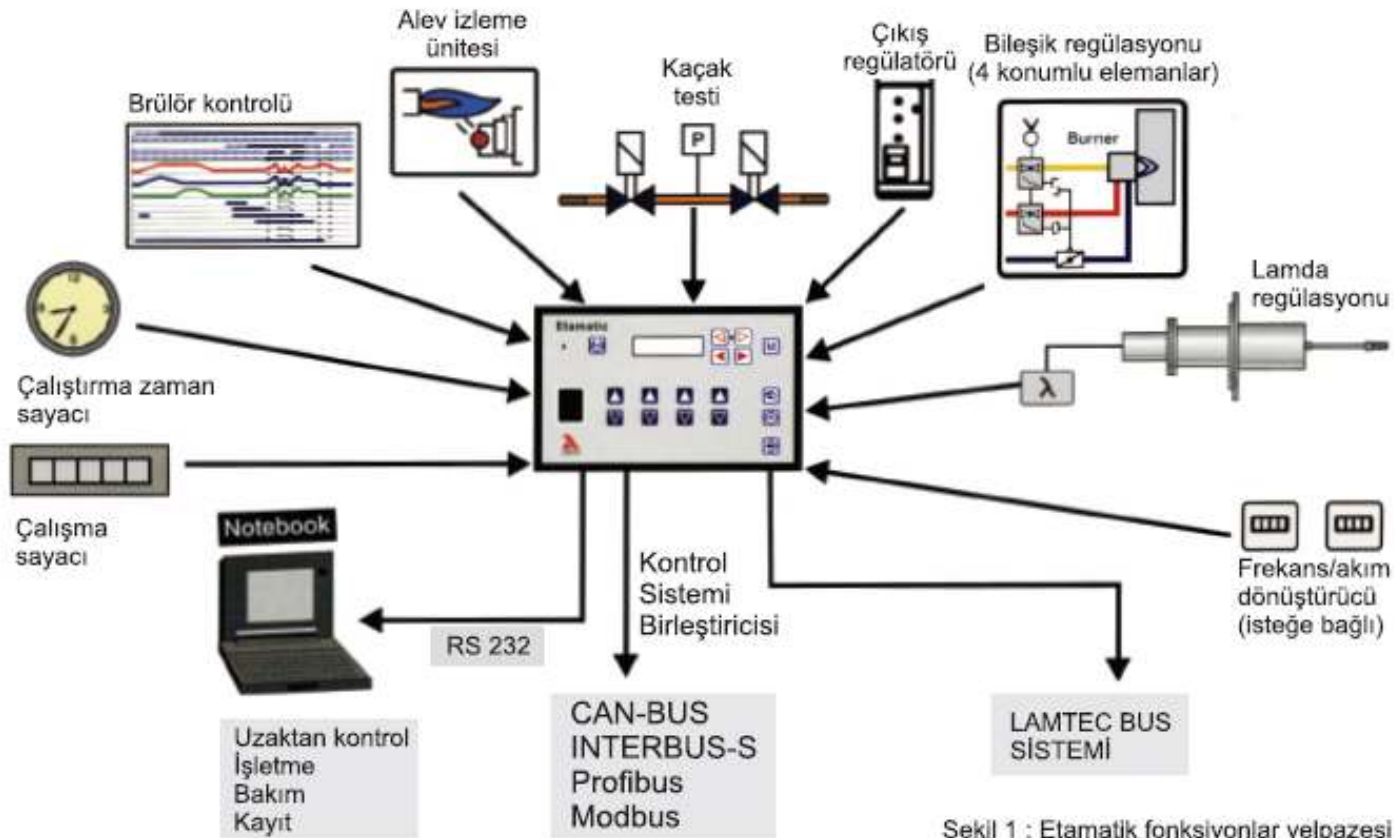 Alev izleme
ünitesi
Kaçak
testi
Çıkış
regülatörü
Bileşik regülasyonu
(4 konumlu elemanlar)
Brülör kontrolü
P
Burner
Lamda
regülasyonu
Etamatic
M
λ
Çalıştırma zaman
sayacı
Çalışma
sayacı
Notebook
RS 232
Kontrol
Sistemi
Birleştiricisi
Frekans/akım
dönüştürücü
(isteğe bağlı)
Uzaktan kontrol
İşletme
Bakım
Kayıt
CAN-BUS
INTERBUS-S
Profibus
Modbus
LAMTEC BUS
SİSTEMİ
Şekil 1 : Etamatik fonksiyonlar yelpazesi